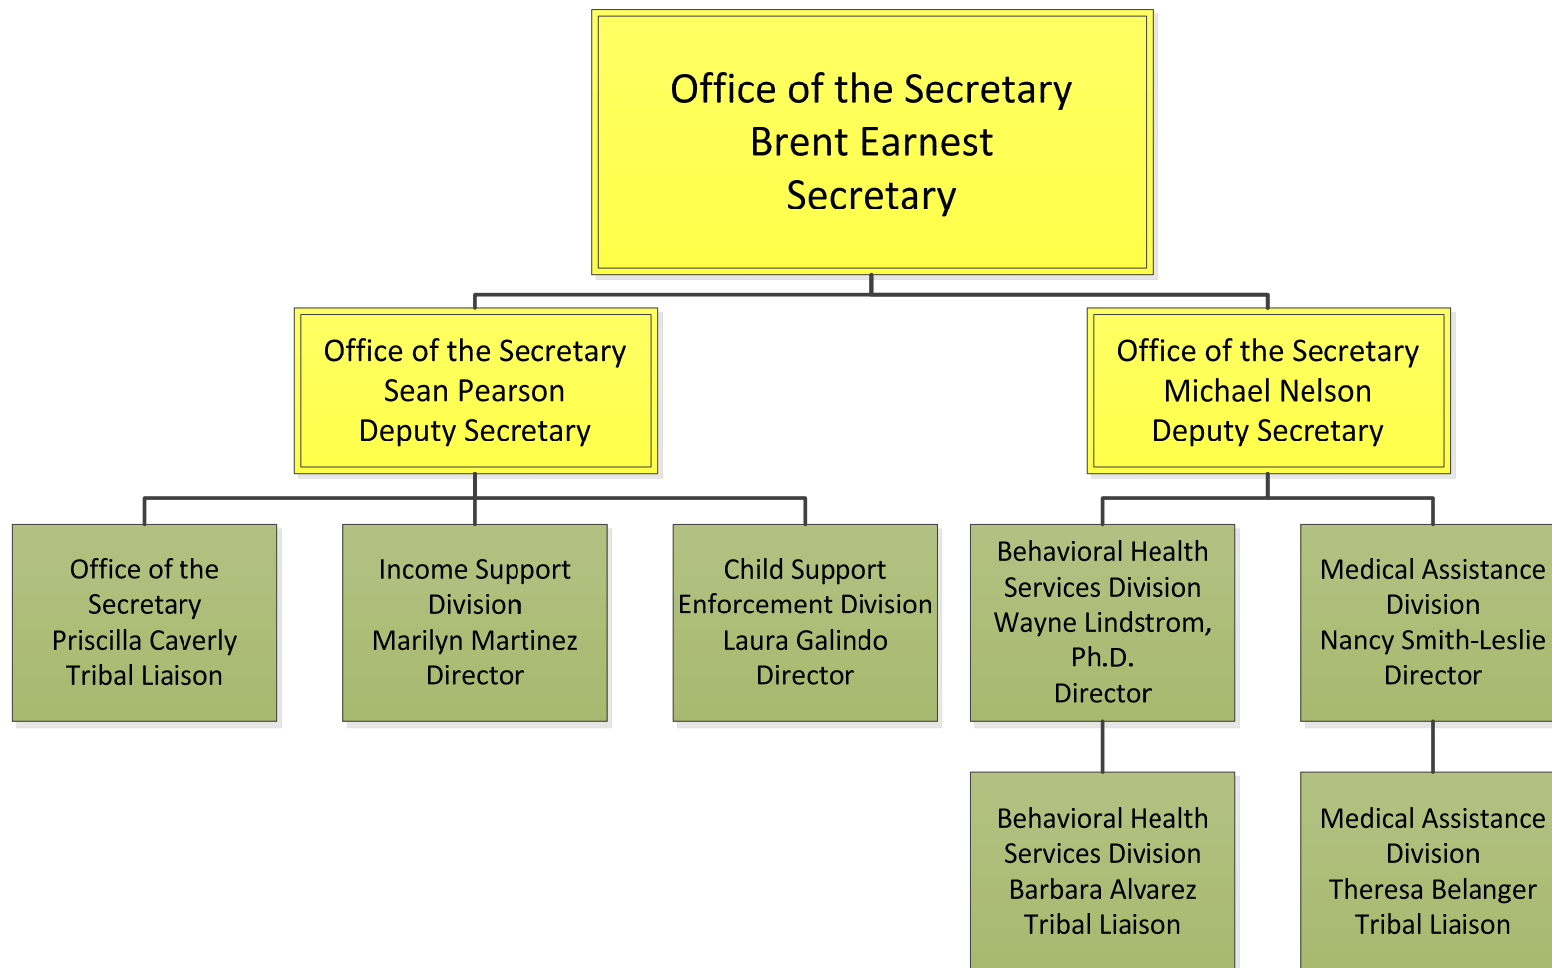 Office of the Secretary
Brent Earnest
Secretary
Office of the Secretary
Sean Pearson
Deputy Secretary
Office of the Secretary
Michael Nelson
Deputy Secretary
Office of the
Secretary
Priscilla Caverly
Tribal Liaison
Income Support
Division
Marilyn Martinez
Director
Child Support
Enforcement Division
Laura Galindo
Director
Behavioral Health
Services Division
Wayne Lindstrom,
Ph.D.
Director
Medical Assistance
Division
Nancy Smith-Leslie
Director
Behavioral Health
Services Division
Barbara Alvarez
Tribal Liaison
Medical Assistance
Division
Theresa Belanger
Tribal Liaison